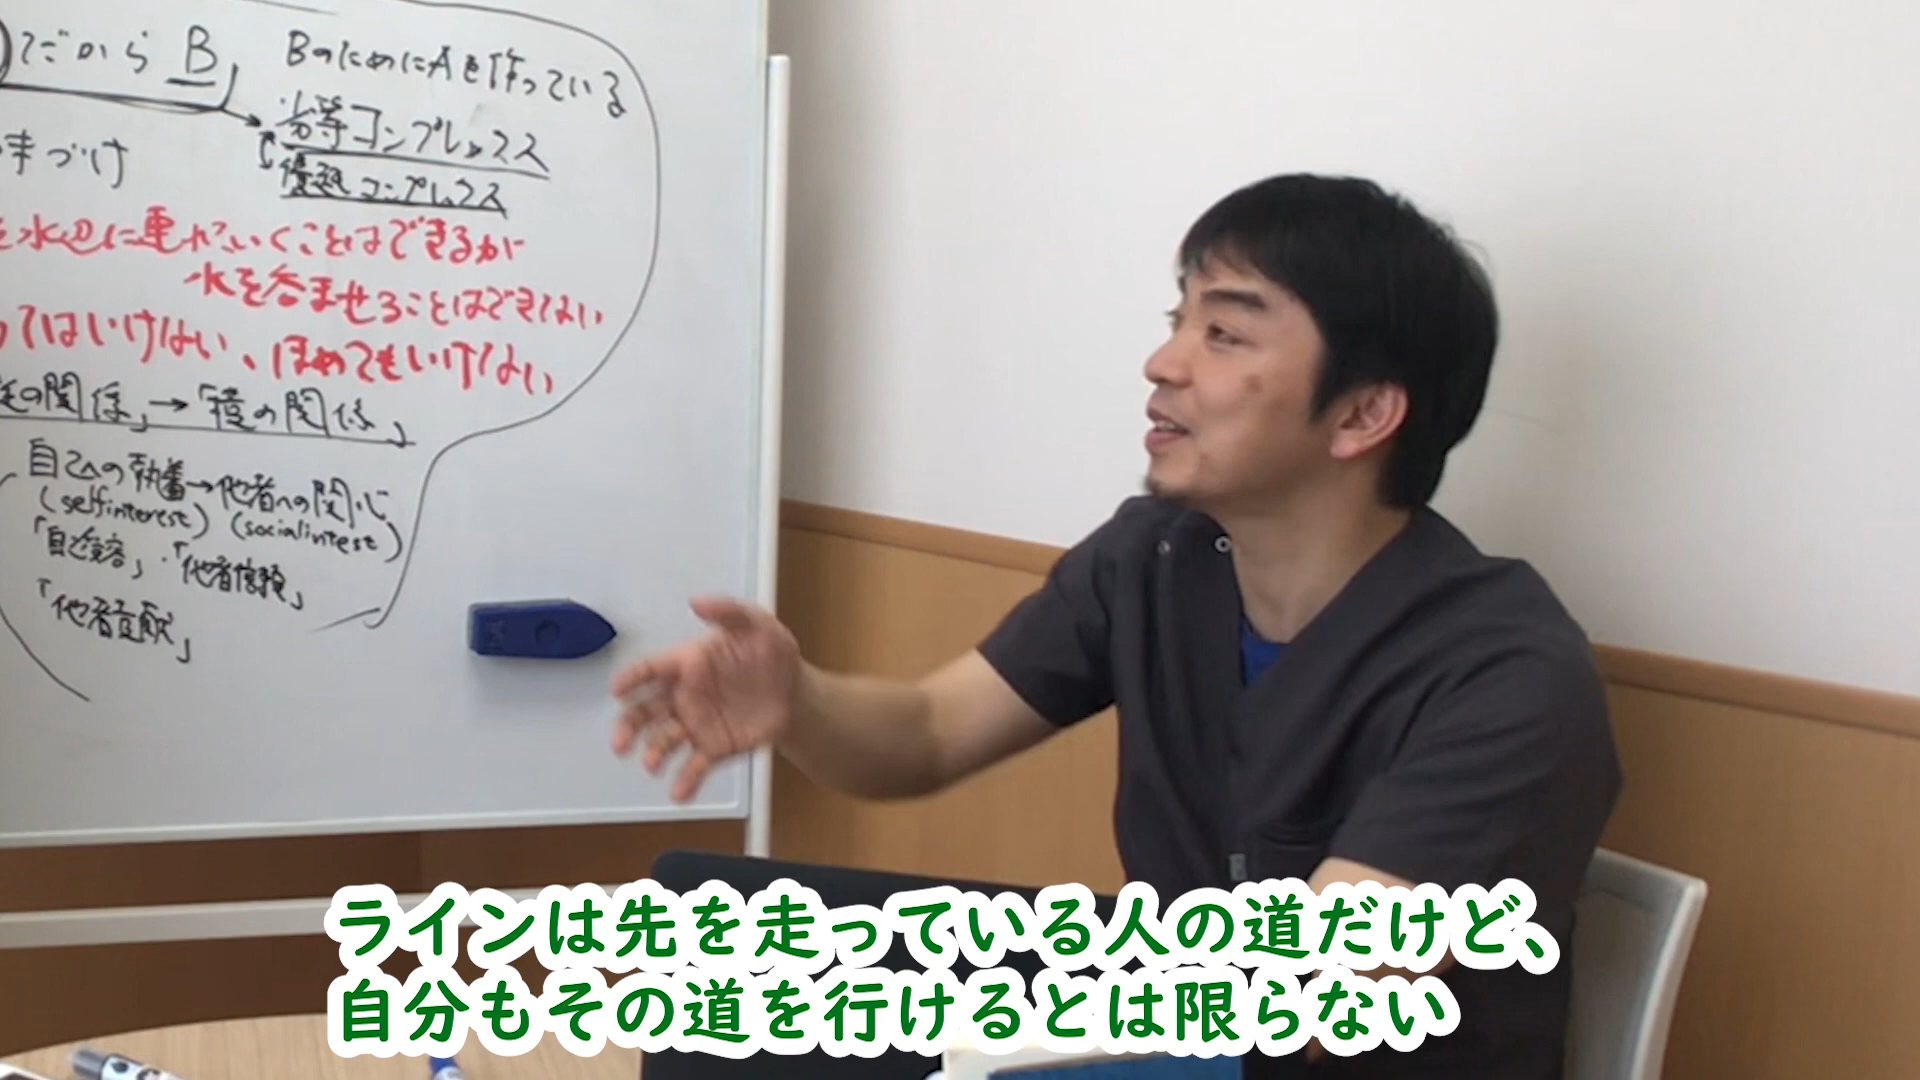 だから B」 BのためにAを作っている
劣等コンプレックス
づけ
優越コンプレックス
水辺に連れていくことはできるが
水を呑ませることはできない
ってはいけない、ほめてもいけない
の関係」→「横の関係」
自己への執着→他者への関心
(selfinterest) (socialintest)
「自己受容」・「他者信頼」
「他者貢献」
ラインは先を走っている人の道だけど、
自分もその道を行けるとは限らない